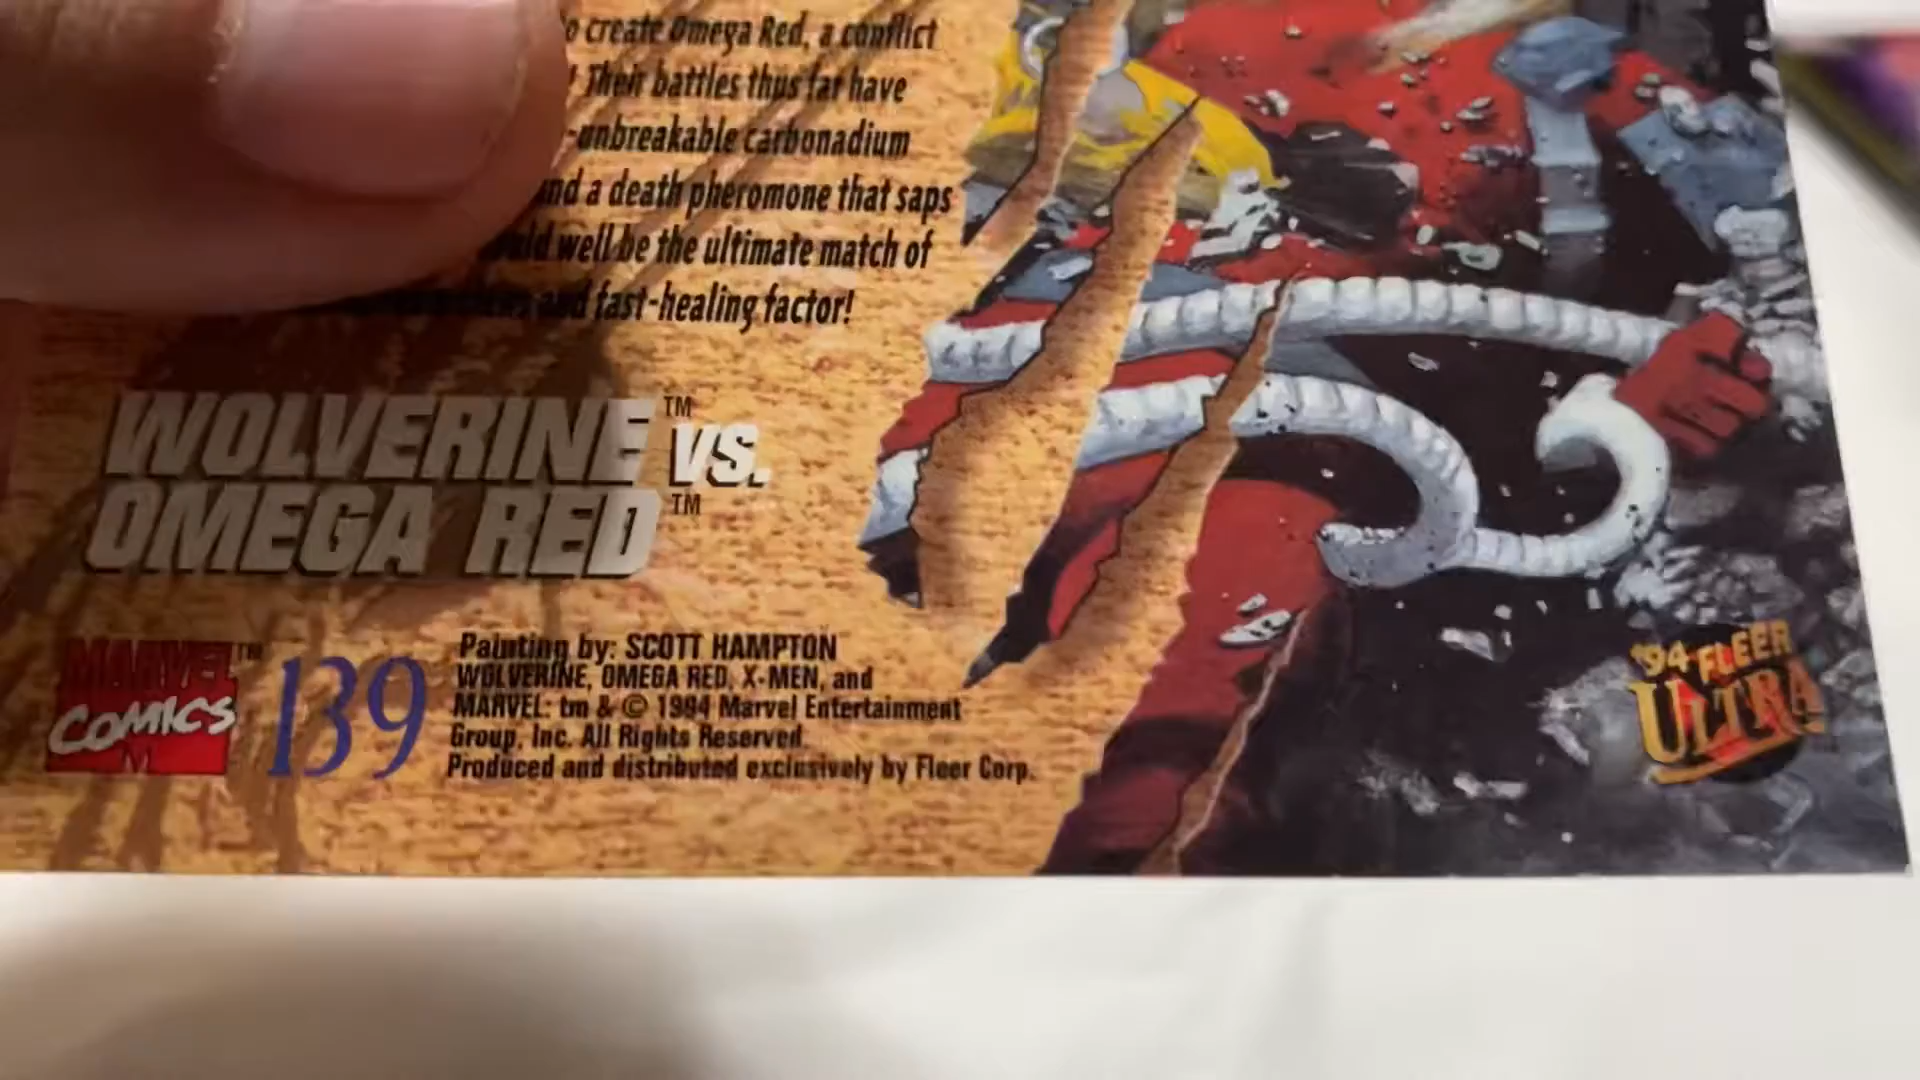 o create Omega Red, a conflict
! Their battles thus far have
-unbreakable carbonadium
nd a death pheromone that saps
uld well be the ultimate match of
and fast-healing factor!
WOLVERINE™ VS.
OMEGA RED™
MARVEL™
COMICS
139
Painting by: SCOTT HAMPTON
WOLVERINE, OMEGA RED, X-MEN, and
MARVEL: tm & © 1994 Marvel Entertainment
Group, Inc. All Rights Reserved.
Produced and distributed exclusively by Fleer Corp.
'94 FLEER
ULTRA